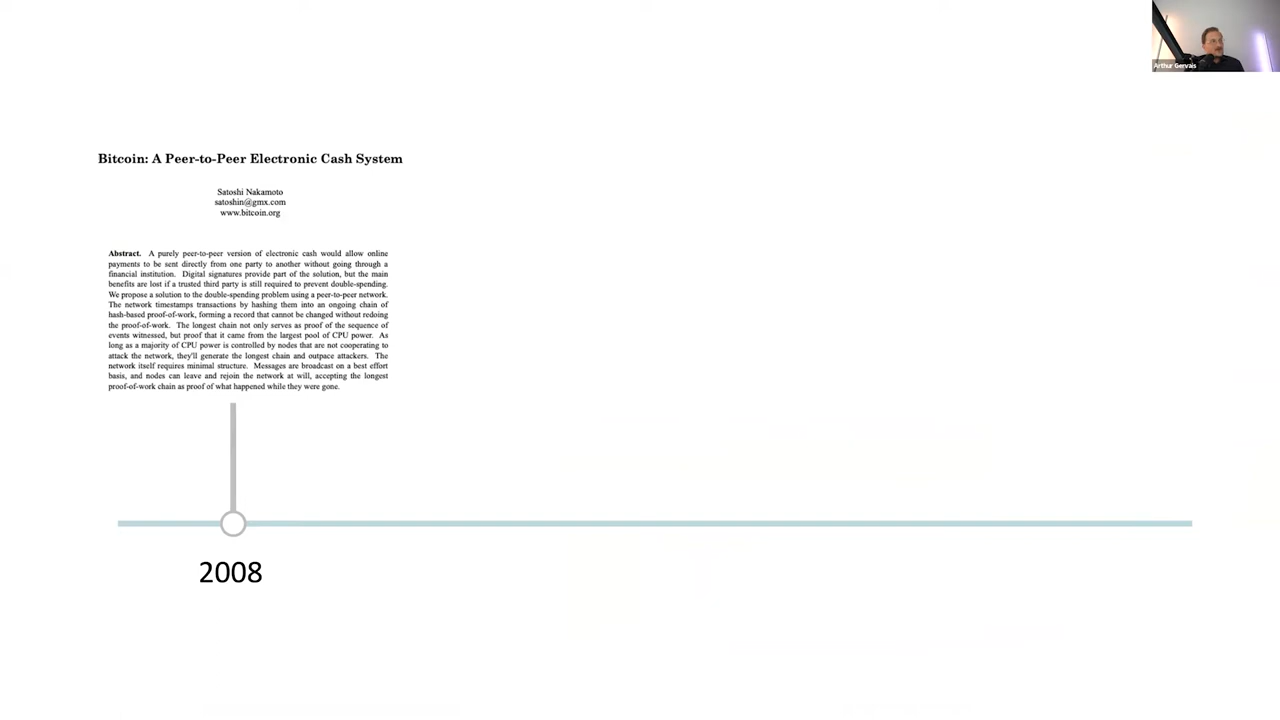 Arthur Gervais
Bitcoin: A Peer-to-Peer Electronic Cash System
Satoshi Nakamoto
satoshin@gmx.com
www.bitcoin.org
Abstract. A purely peer-to-peer version of electronic cash would allow online
payments to be sent directly from one party to another without going through a
financial institution. Digital signatures provide part of the solution, but the main
benefits are lost if a trusted third party is still required to prevent double-spending.
We propose a solution to the double-spending problem using a peer-to-peer network.
The network timestamps transactions by hashing them into an ongoing chain of
hash-based proof-of-work, forming a record that cannot be changed without redoing
the proof-of-work. The longest chain not only serves as proof of the sequence of
events witnessed, but proof that it came from the largest pool of CPU power. As
long as a majority of CPU power is controlled by nodes that are not cooperating to
attack the network, they'll generate the longest chain and outpace attackers. The
network itself requires minimal structure. Messages are broadcast on a best effort
basis, and nodes can leave and rejoin the network at will, accepting the longest
proof-of-work chain as proof of what happened while they were gone.
2008